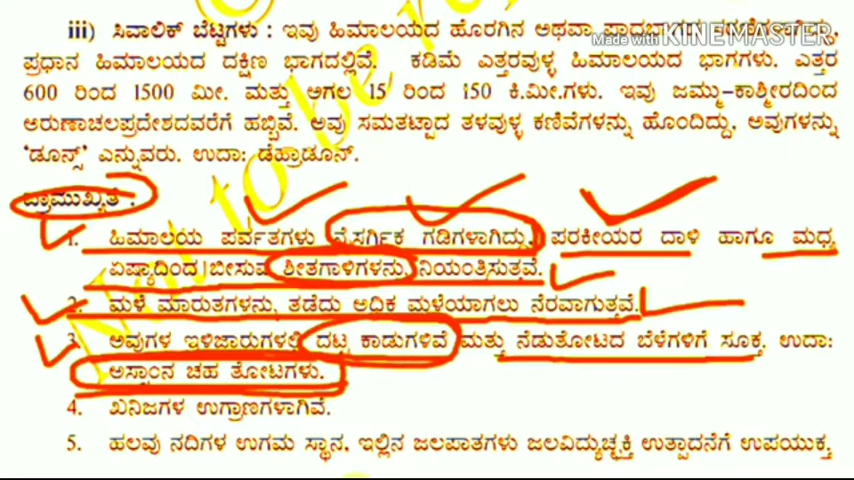 iii) ಸಿವಾಲಿಕ್ ಬೆಟ್ಟಗಳು : ಇವು ಹಿಮಾಲಯದ ಹೊರಗಿನ ಅಥವಾ
Made with KINEMASTER
ಪ್ರಧಾನ ಹಿಮಾಲಯದ ದಕ್ಷಿಣ ಭಾಗದಲ್ಲಿವೆ. ಕಡಿಮೆ ಎತ್ತರವುಳ್ಳ ಹಿಮಾಲಯದ ಭಾಗಗಳು. ಎತ್ತರ
600 ರಿಂದ 1500 ಮೀ. ಮತ್ತು ಅಗಲ 15 ರಿಂದ 150 ಕಿ.ಮೀ.ಗಳು. ಇವು ಜಮ್ಮು-ಕಾಶ್ಮೀರದಿಂದ
ಅರುಣಾಚಲಪ್ರದೇಶದವರೆಗೆ ಹಬ್ಬಿವೆ. ಅವು ಸಮತಟ್ಟಾದ ತಳವುಳ್ಳ ಕಣಿವೆಗಳನ್ನು ಹೊಂದಿದ್ದು, ಅವುಗಳನ್ನು
'ಡೂನ್ಸ್' ಎನ್ನುವರು. ಉದಾ: ಡೆಹ್ರಾಡೂನ್.
ಪ್ರಾಮುಖ್ಯತೆ :
1. ಹಿಮಾಲಯ ಪರ್ವತಗಳು ನೈಸರ್ಗಿಕ ಗಡಿಗಳಾಗಿದ್ದು, ಪರಕೀಯರ ದಾಳಿ ಹಾಗೂ ಮಧ್ಯ
ಏಷ್ಯಾದಿಂದ ಬೀಸುವ ಶೀತಗಾಳಿಗಳನ್ನು ನಿಯಂತ್ರಿಸುತ್ತವೆ.
2. ಮಳೆ ಮಾರುತಗಳನ್ನು ತಡೆದು ಅಧಿಕ ಮಳೆಯಾಗಲು ನೆರವಾಗುತ್ತವೆ.
3. ಅವುಗಳ ಇಳಿಜಾರುಗಳಲ್ಲಿ ದಟ್ಟ ಕಾಡುಗಳಿವೆ ಮತ್ತು ನೆಡುತೋಟದ ಬೆಳೆಗಳಿಗೆ ಸೂಕ್ತ. ಉದಾ:
ಅಸ್ಸಾಂನ ಚಹ ತೋಟಗಳು.
4. ಖನಿಜಗಳ ಉಗ್ರಾಣಗಳಾಗಿವೆ.
5. ಹಲವು ನದಿಗಳ ಉಗಮ ಸ್ಥಾನ, ಇಲ್ಲಿನ ಜಲಪಾತಗಳು ಜಲವಿದ್ಯುಚ್ಛಕ್ತಿ ಉತ್ಪಾದನೆಗೆ ಉಪಯುಕ್ತ
Not to be re